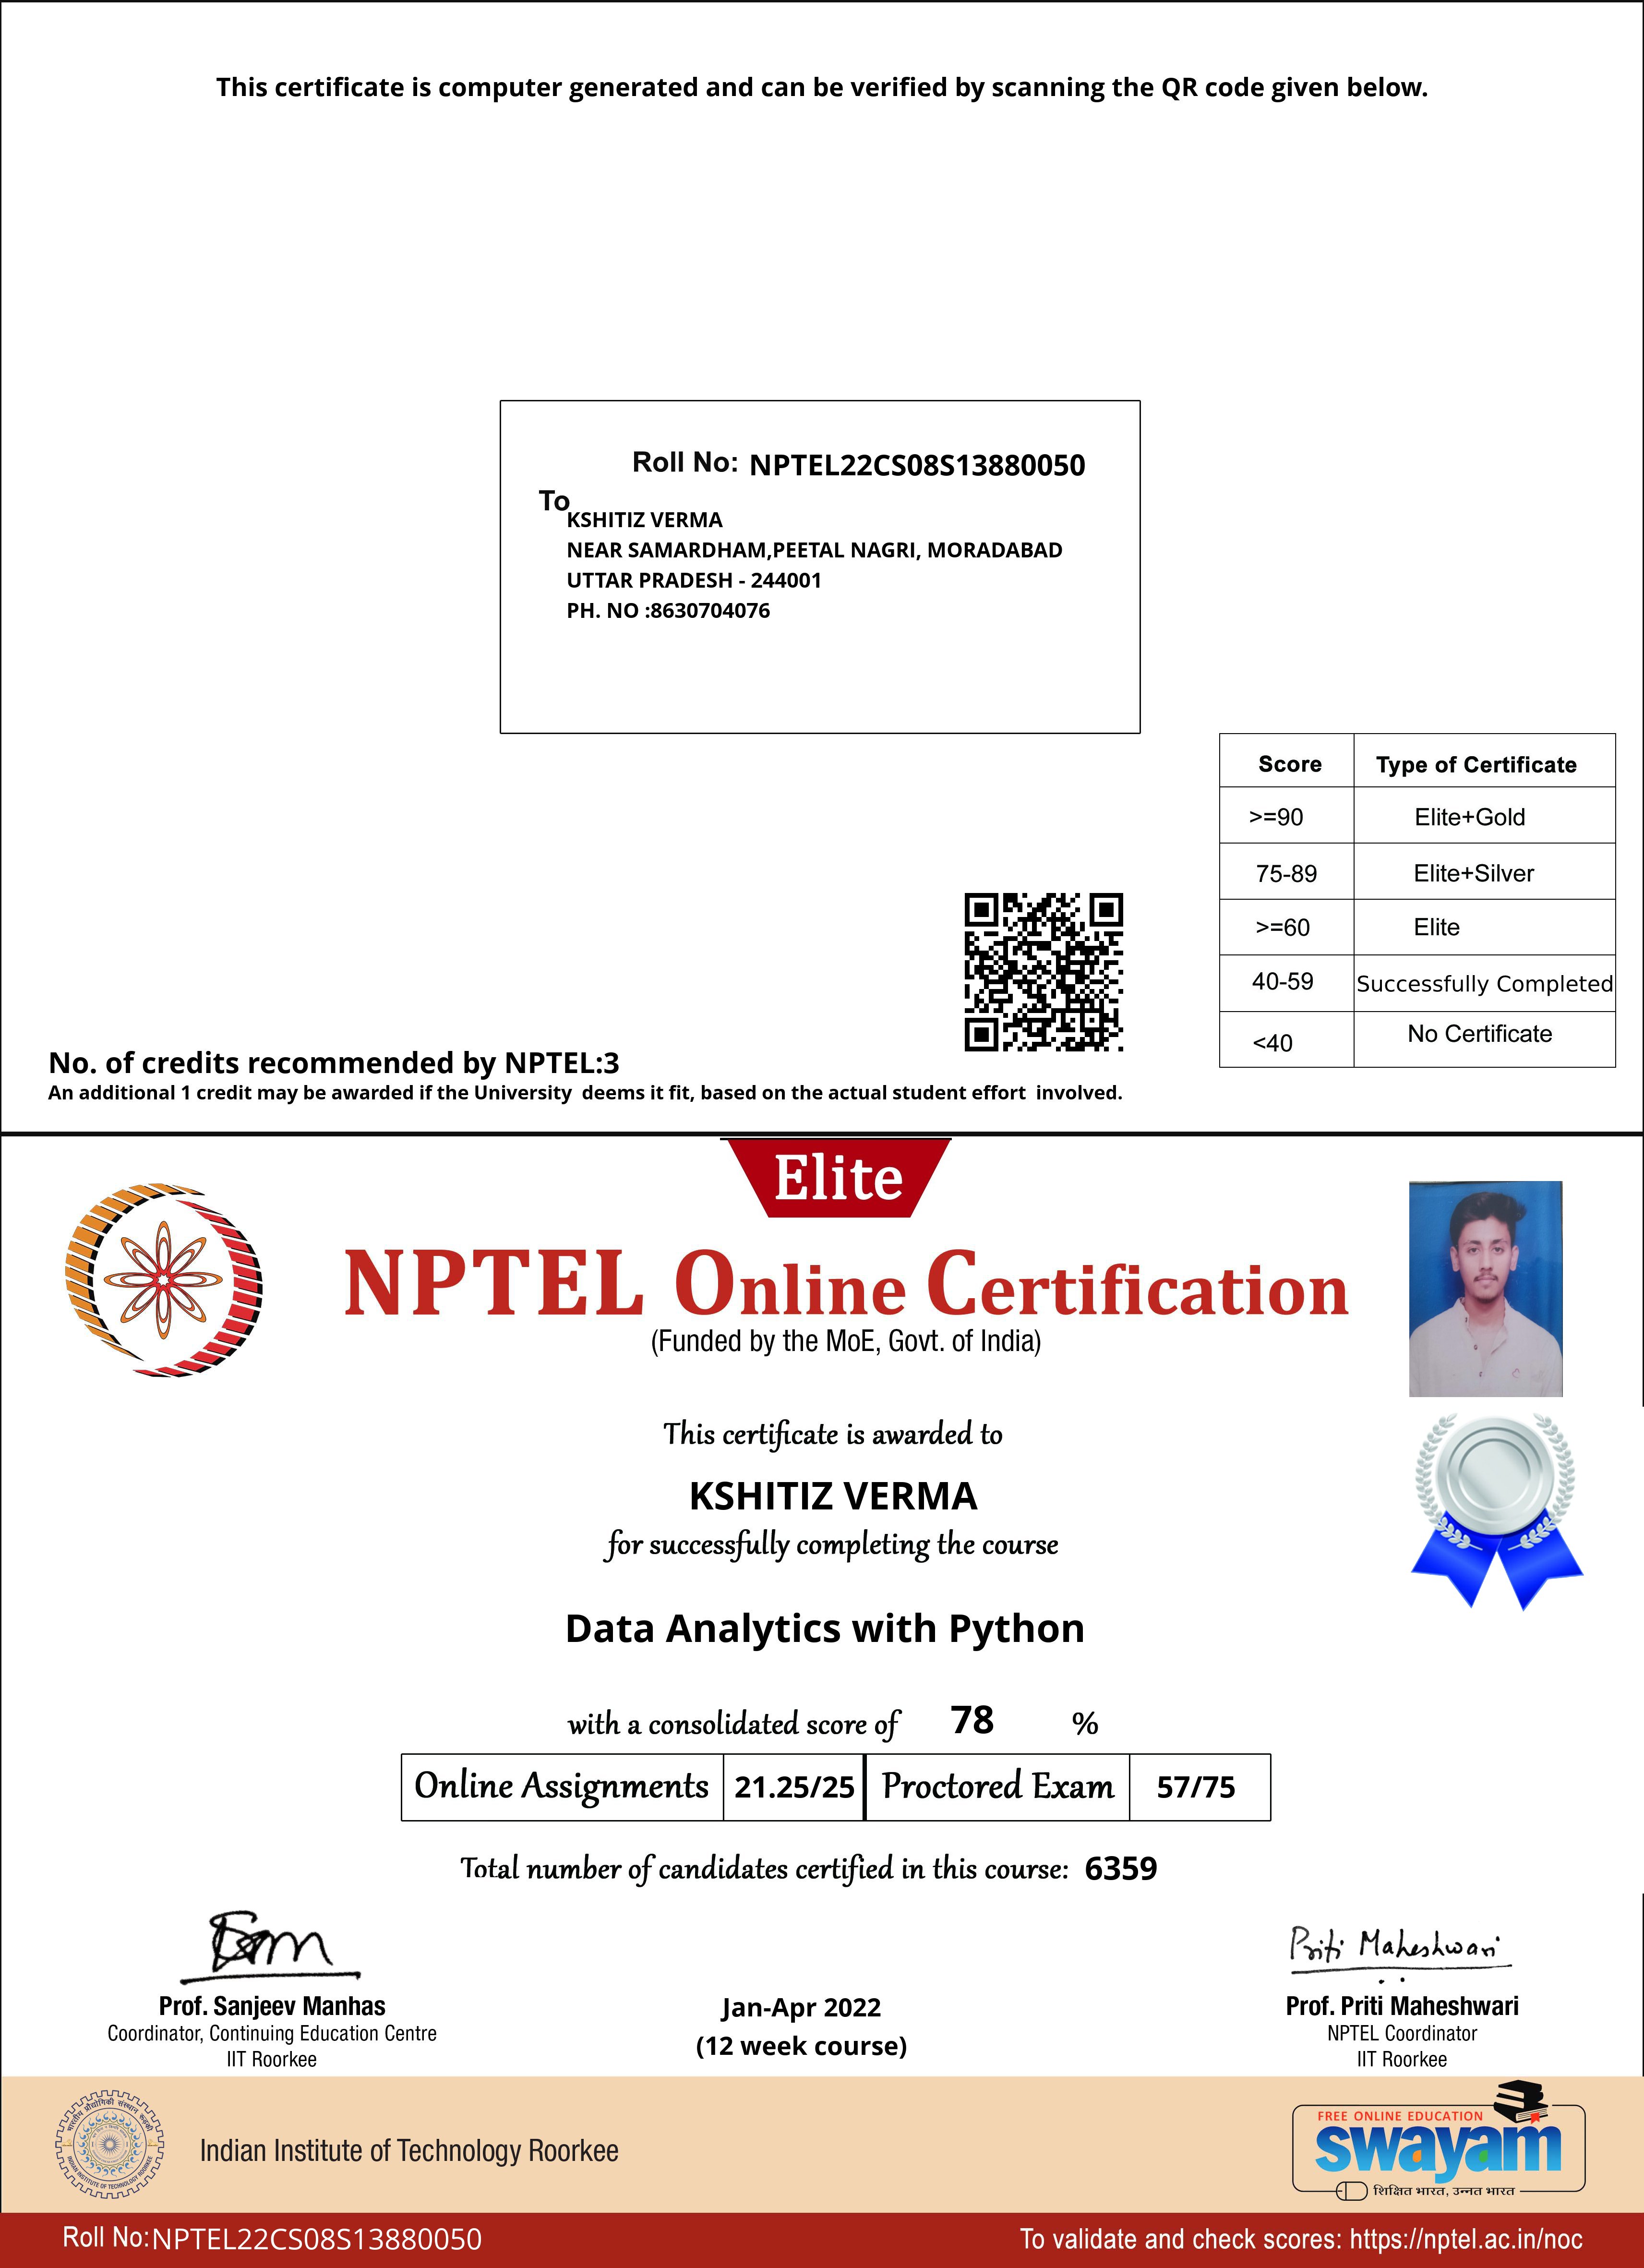 This certificate is computer generated and can be verified by scanning the QR code given below.
Roll No: NPTEL22CS08S13880050
To
KSHITIZ VERMA
NEAR SAMARDHAM,PEETAL NAGRI, MORADABAD
UTTAR PRADESH - 244001
PH. NO :8630704076
Score Type of Certificate
>=90 Elite+Gold
75-89 Elite+Silver
>=60 Elite
40-59 Successfully Completed
<40 No Certificate
No. of credits recommended by NPTEL:3
An additional 1 credit may be awarded if the University deems it fit, based on the actual student effort involved.
Elite
NPTEL Online Certification
(Funded by the MoE, Govt. of India)
This certificate is awarded to
KSHITIZ VERMA
for successfully completing the course
Data Analytics with Python
with a consolidated score of 78 %
Online Assignments 21.25/25 Proctored Exam 57/75
Total number of candidates certified in this course: 6359
Priti Maheshwari
Prof. Sanjeev Manhas
Coordinator, Continuing Education Centre
IIT Roorkee
Jan-Apr 2022
(12 week course)
Prof. Priti Maheshwari
NPTEL Coordinator
IIT Roorkee
भारतीय प्रौद्योगिकी संस्थान रुड़की
INDIAN INSTITUTE OF TECHNOLOGY ROORKEE
Indian Institute of Technology Roorkee
FREE ONLINE EDUCATION
swayam
शिक्षित भारत, उन्नत भारत
Roll No:NPTEL22CS08S13880050
To validate and check scores: https://nptel.ac.in/noc